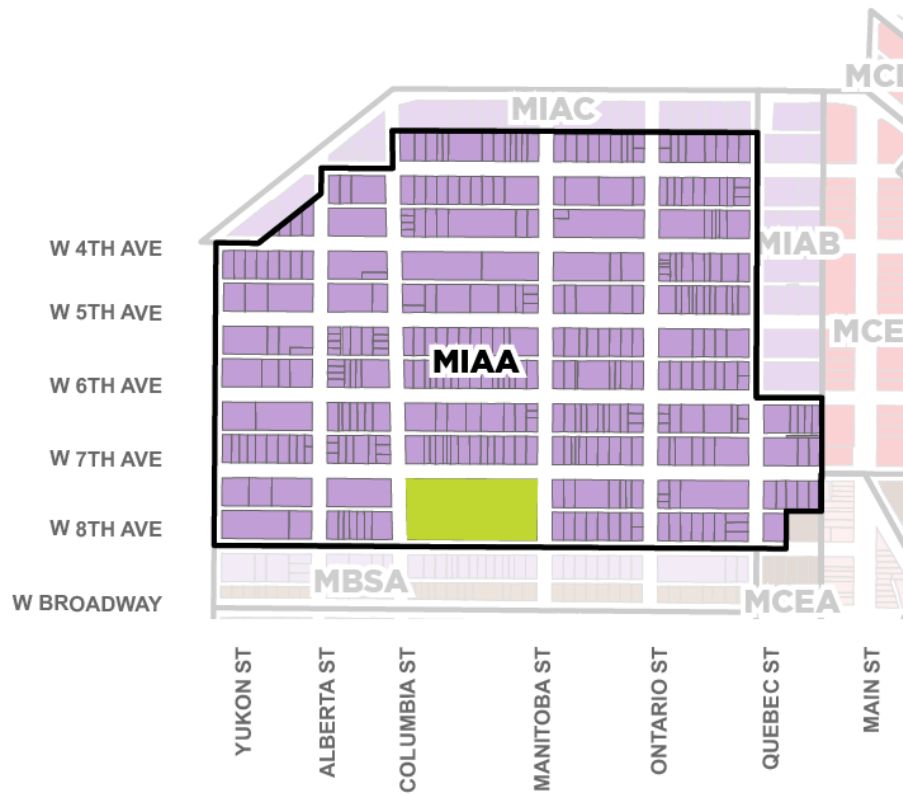 MCE
MIAC
W 4TH AVE
MIAB
W 5TH AVE
MCE
MIAA
W 6TH AVE
W 7TH AVE
W 8TH AVE
MBSA
MCEA
W BROADWAY
YUKON ST
ALBERTA ST
COLUMBIA ST
MANITOBA ST
ONTARIO ST
QUEBEC ST
MAIN ST